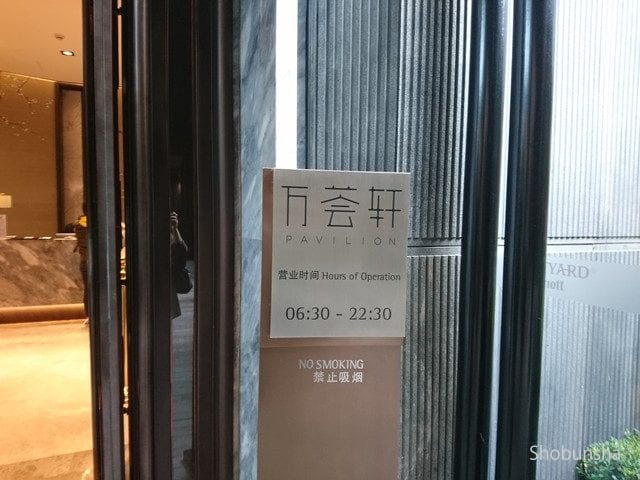 万荟轩
PAVILION
营业时间 Hours of Operation
06:30 - 22:30
NO SMOKING
禁止吸烟
YARD®
Shobunsha